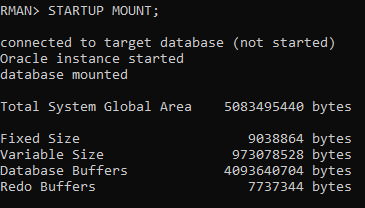 RMAN> STARTUP MOUNT;
connected to target database (not started)
Oracle instance started
database mounted
Total System Global Area    5083495440 bytes
Fixed Size                     9038864 bytes
Variable Size                973078528 bytes
Database Buffers            4093640704 bytes
Redo Buffers                   7737344 bytes